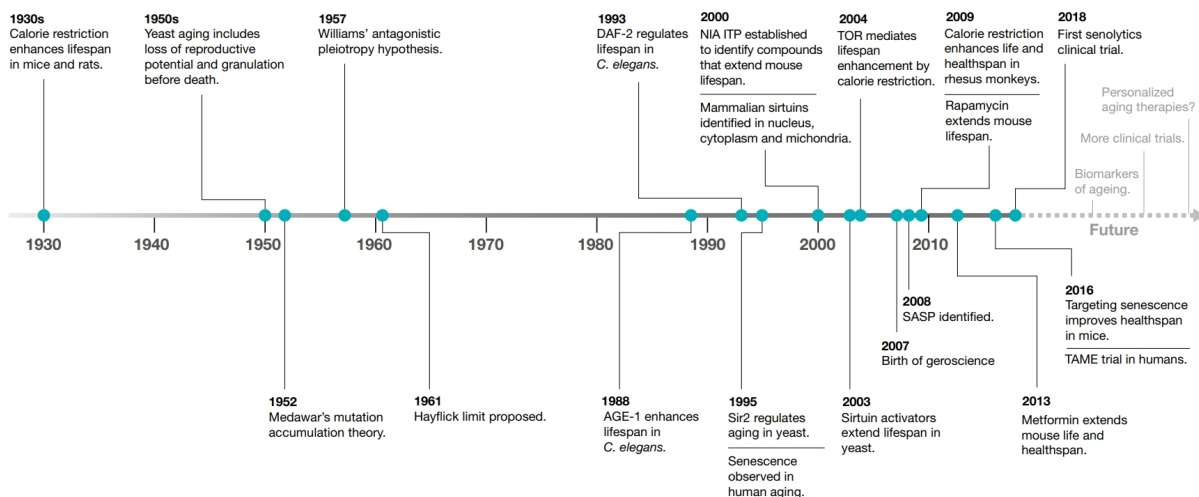 1930s
Calorie restriction
enhances lifespan
in mice and rats.
1950s
Yeast aging includes
loss of reproductive
potential and granulation
before death.
1957
Williams’ antagonistic
pleiotropy hypothesis.
1993
DAF-2 regulates
lifespan in
C. elegans.
2000
NIA ITP established
to identify compounds
that extend mouse
lifespan.
Mammalian sirtuins
identified in nucleus,
cytoplasm and michondria.
2004
TOR mediates
lifespan
enhancement by
calorie restriction.
2009
Calorie restriction
enhances life and
healthspan in
rhesus monkeys.
Rapamycin
extends mouse
lifespan.
2018
First senolytics
clinical trial.
Personalized
aging therapies?
More clinical trials.
Biomarkers
of ageing.
1930
1940
1950
1960
1970
1980
1990
2000
2010
Future
1952
Medawar’s mutation
accumulation theory.
1961
Hayflick limit proposed.
1988
AGE-1 enhances
lifespan in
C. elegans.
1995
Sir2 regulates
aging in yeast.
Senescence
observed in
human aging.
2003
Sirtuin activators
extend lifespan in
yeast.
2007
Birth of geroscience
2008
SASP identified.
2013
Metformin extends
mouse life and
healthspan.
2016
Targeting senescence
improves healthspan
in mice.
TAME trial in humans.